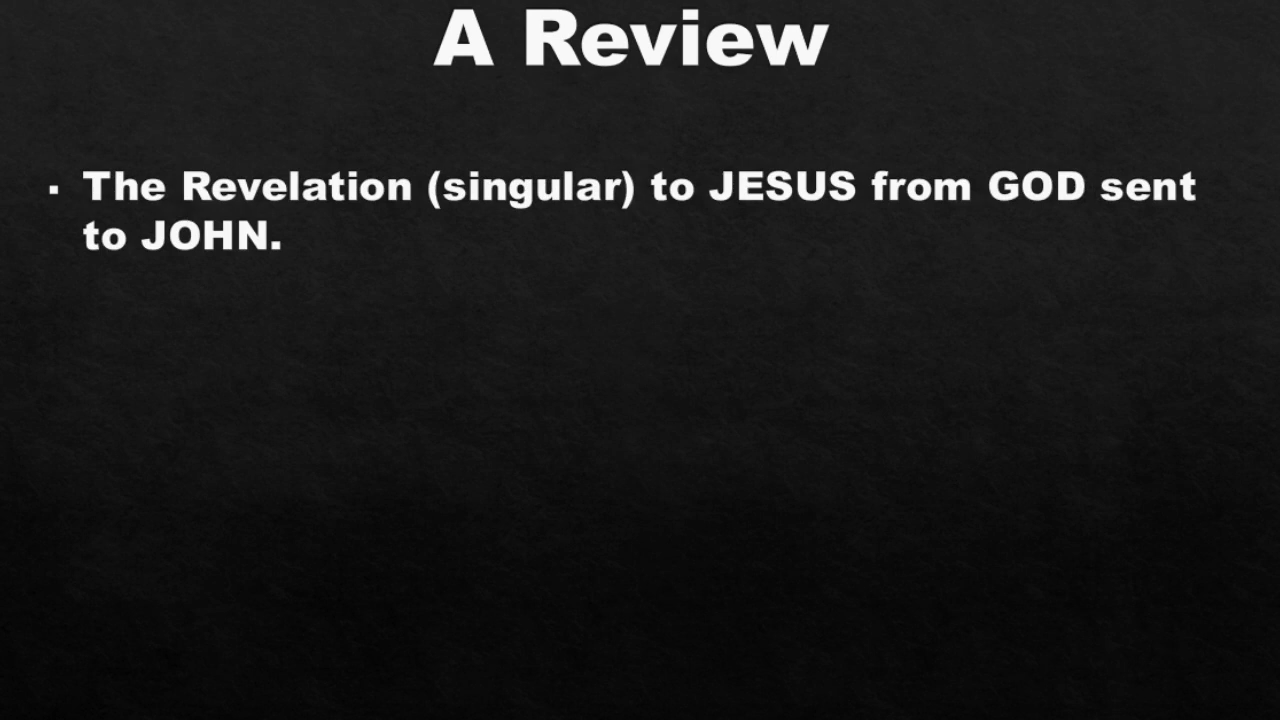 A Review
▪ The Revelation (singular) to JESUS from GOD sent
to JOHN.